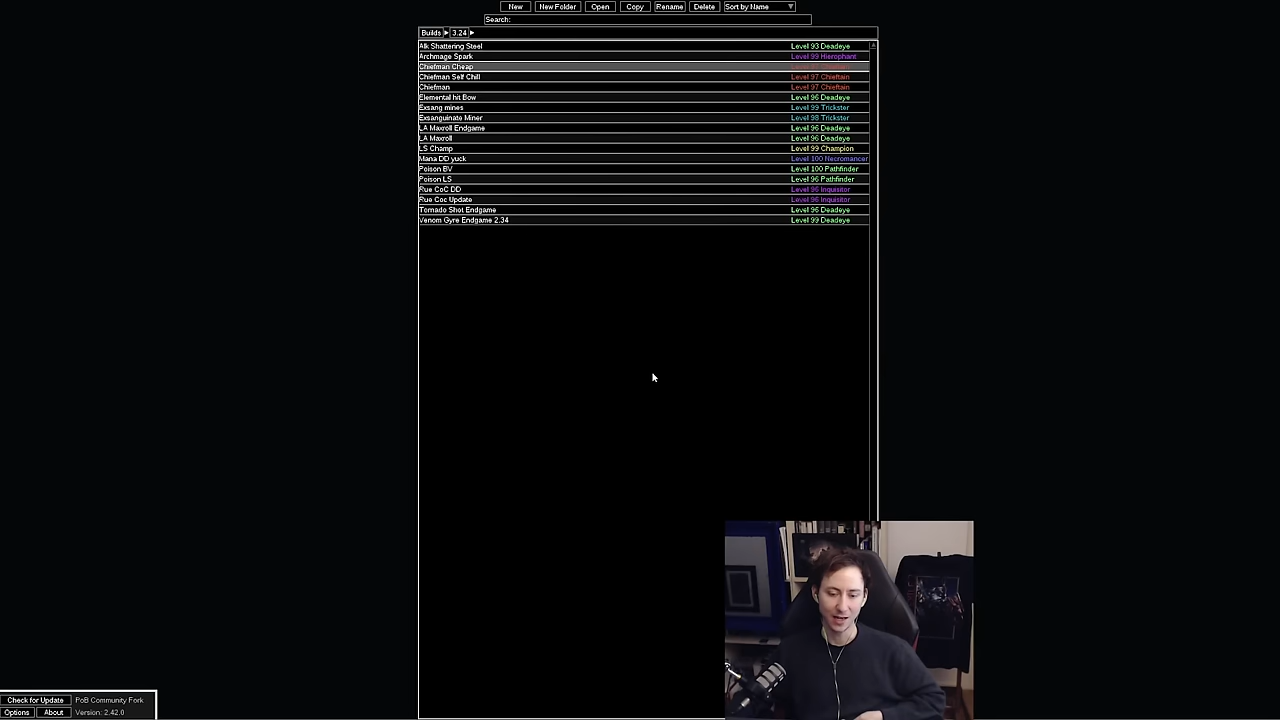 New New Folder Open Copy Rename Delete Sort by Name
Search:
Builds 3.24
Alk Shattering Steel Level 93 Deadeye
Archmage Spark Level 99 Hierophant
Chiefman Cheap
Chiefman Self Chill Level 97 Chieftain
Chiefman Level 97 Chieftain
Elemental hit Bow Level 96 Deadeye
Exsang mines Level 99 Trickster
Exsanguinate Miner Level 98 Trickster
LA Maxroll Endgame Level 96 Deadeye
LA Maxroll Level 96 Deadeye
LS Champ Level 99 Champion
Mana DD yuck Level 100 Necromancer
Poison BV Level 100 Pathfinder
Poison LS Level 96 Pathfinder
Rue CoC DD Level 96 Inquisitor
Rue Coc Update Level 96 Inquisitor
Tornado Shot Endgame Level 96 Deadeye
Venom Gyre Endgame 2.34 Level 99 Deadeye
Check for Update PoB Community Fork
Options About Version: 2.42.0